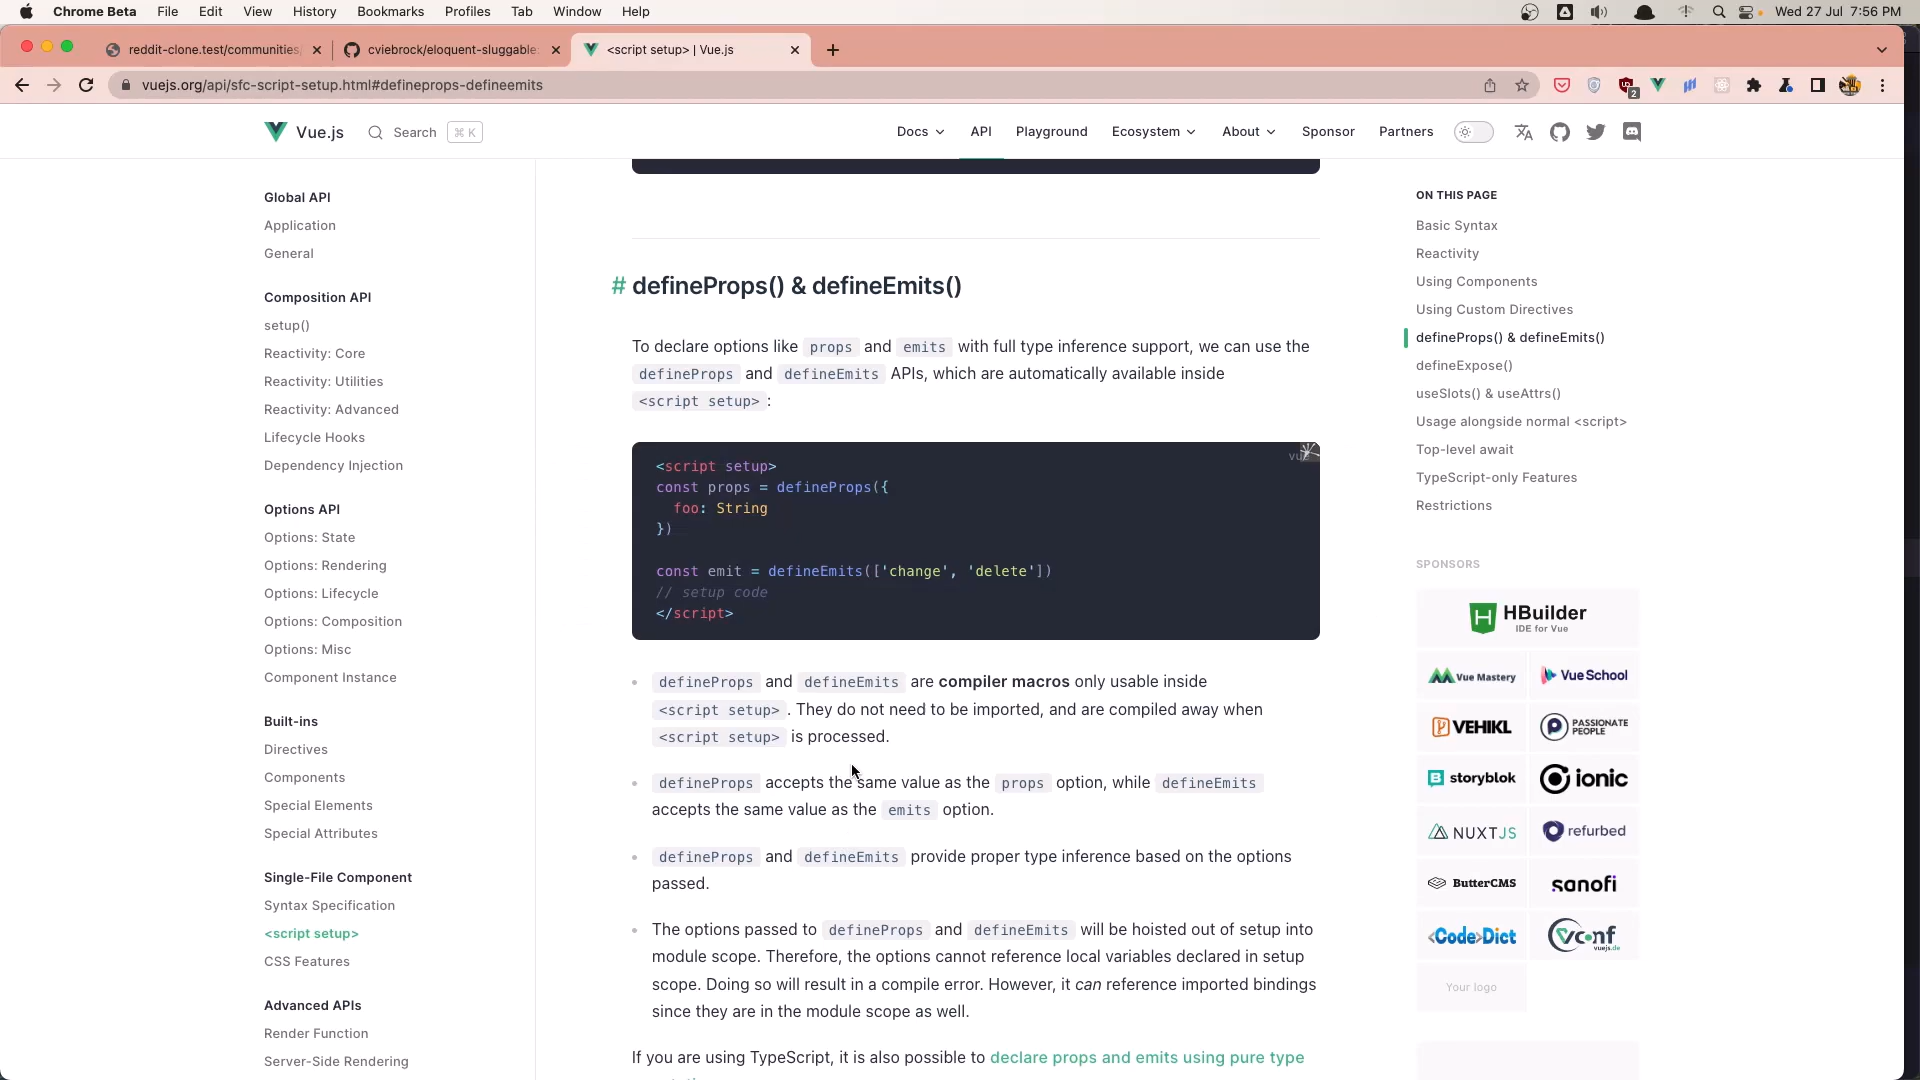 Chrome Beta File Edit View History Bookmarks Profiles Tab Window Help Wed 27 Jul 7:56 PM
reddit-clone.test/communities/ cviebrock/eloquent-sluggable: <script setup> | Vue.js
vuejs.org/api/sfc-script-setup.html#defineprops-defineemits 2
Vue.js Search ⌘ K Docs API Playground Ecosystem About Sponsor Partners
Global API
Application
General
Composition API
setup()
Reactivity: Core
Reactivity: Utilities
Reactivity: Advanced
Lifecycle Hooks
Dependency Injection
Options API
Options: State
Options: Rendering
Options: Lifecycle
Options: Composition
Options: Misc
Component Instance
Built-ins
Directives
Components
Special Elements
Special Attributes
Single-File Component
Syntax Specification
<script setup>
CSS Features
Advanced APIs
Render Function
Server-Side Rendering
# defineProps() & defineEmits()
To declare options like props and emits with full type inference support, we can use the
defineProps and defineEmits APIs, which are automatically available inside
<script setup> :
vue
<script setup>
const props = defineProps({
  foo: String
})
const emit = defineEmits(['change', 'delete'])
// setup code
</script>
• defineProps and defineEmits are compiler macros only usable inside
<script setup> . They do not need to be imported, and are compiled away when
<script setup> is processed.
• defineProps accepts the same value as the props option, while defineEmits
accepts the same value as the emits option.
• defineProps and defineEmits provide proper type inference based on the options
passed.
• The options passed to defineProps and defineEmits will be hoisted out of setup into
module scope. Therefore, the options cannot reference local variables declared in setup
scope. Doing so will result in a compile error. However, it can reference imported bindings
since they are in the module scope as well.
If you are using TypeScript, it is also possible to declare props and emits using pure type
ON THIS PAGE
Basic Syntax
Reactivity
Using Components
Using Custom Directives
defineProps() & defineEmits()
defineExpose()
useSlots() & useAttrs()
Usage alongside normal <script>
Top-level await
TypeScript-only Features
Restrictions
SPONSORS
H HBuilder
IDE for Vue
Vue Mastery Vue School
VEHIKL PASSIONATE
PEOPLE
storyblok ionic
NUXTJS refurbed
ButterCMS sanofi
<Code>Dict Vconf
vuejs.de
Your logo